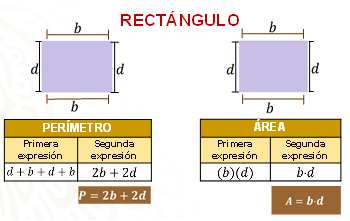 RECTÁNGULO
b
d
d
b
b
d
d
b
PERÍMETRO
Primera expresión
Segunda expresión
d + b + d + b
2b + 2d
P = 2b + 2d
ÁREA
Primera expresión
Segunda expresión
(b)(d)
b·d
A = b·d